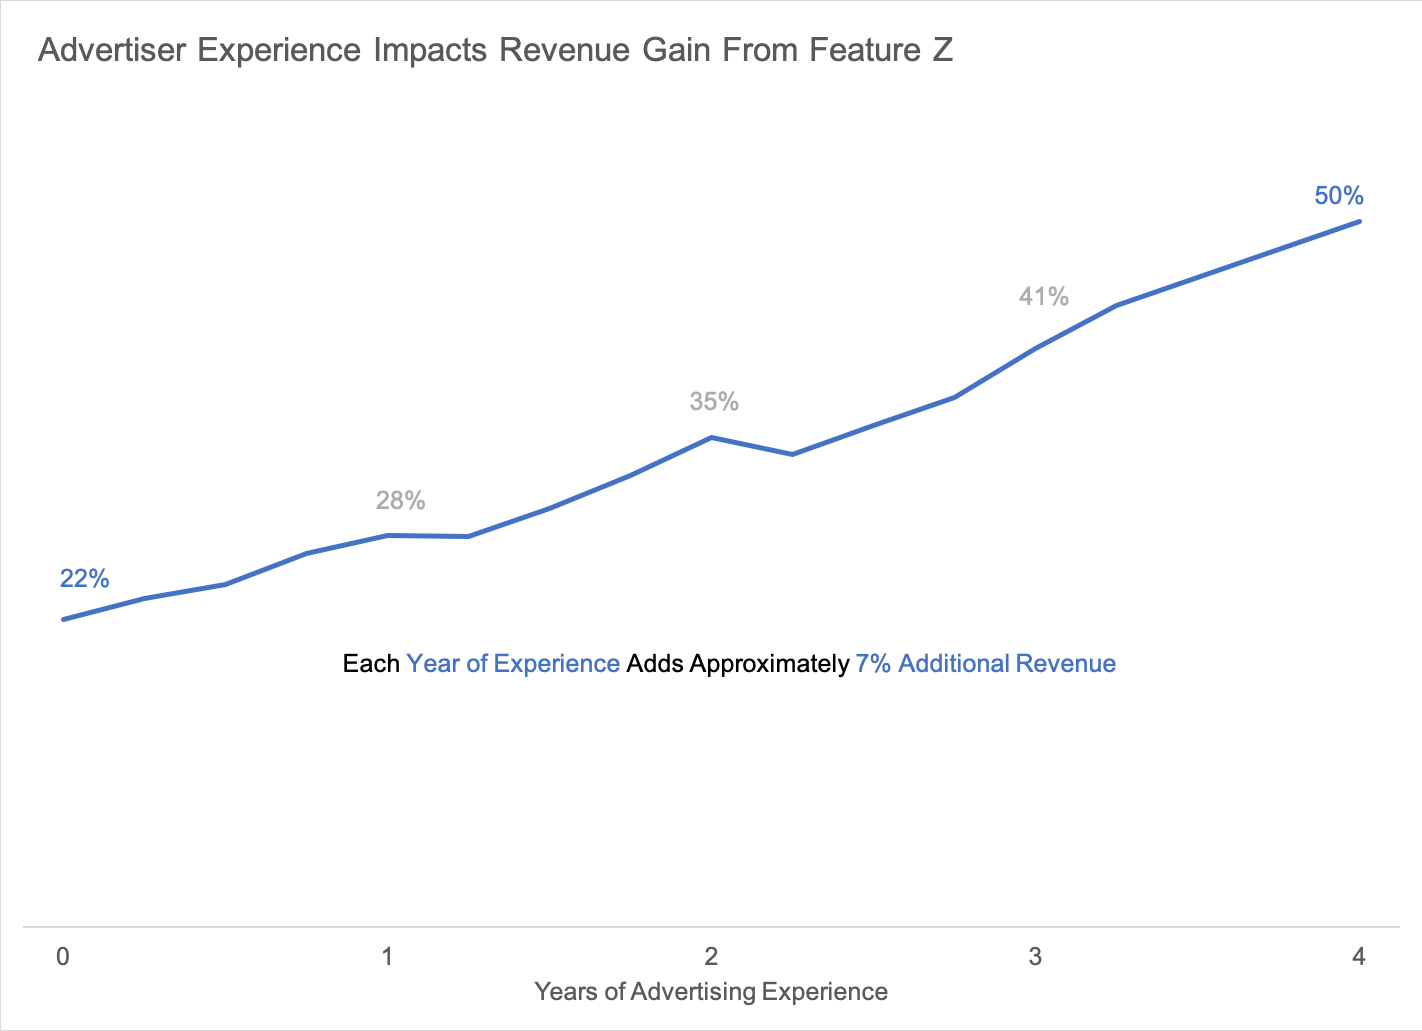 Advertiser Experience Impacts Revenue Gain From Feature Z
50%
41%
35%
28%
22%
Each Year of Experience Adds Approximately 7% Additional Revenue
0 1 2 3 4
Years of Advertising Experience